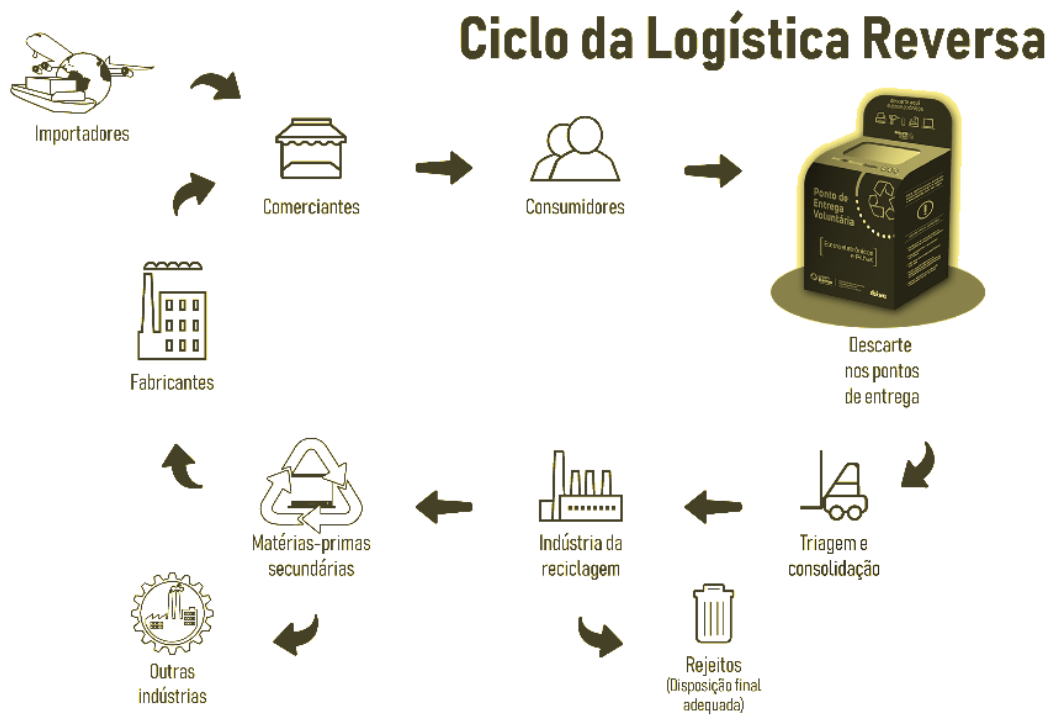 Ciclo da Logística Reversa
Importadores
Comerciantes
Consumidores
Ponto de
Entrega
Voluntária
Fabricantes
Descarte
nos pontos
de entrega
Matérias-primas
secundárias
Indústria da
reciclagem
Triagem e
consolidação
Outras
indústrias
Rejeitos
(Disposição final
adequada)